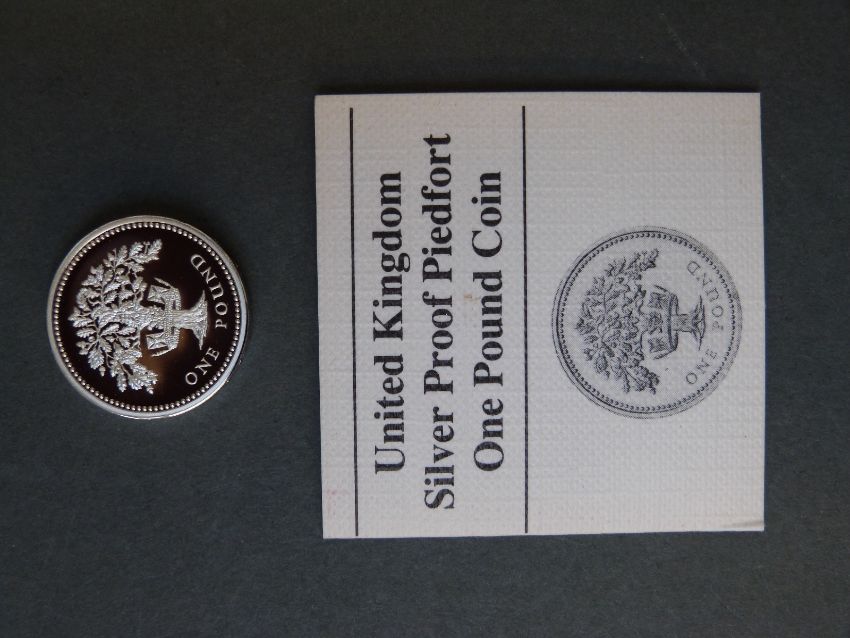 ONE POUND
United Kingdom
Silver Proof Piedfort
One Pound Coin
ONE POUND